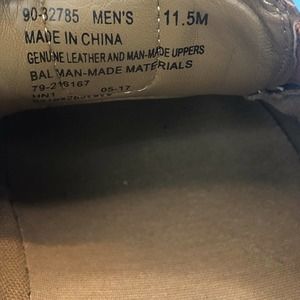 90-32785 MEN'S 11.5M
MADE IN CHINA
GENUINE LEATHER AND MAN-MADE UPPERS
BAL MAN-MADE MATERIALS
79-216167
HN1 05-17